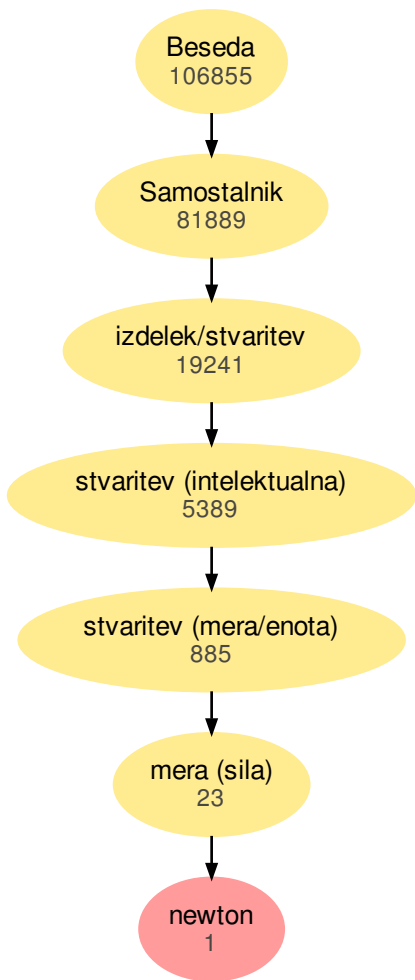 Beseda
106855
Samostalnik
81889
izdelek/stvaritev
19241
stvaritev (intelektualna)
5389
stvaritev (mera/enota)
885
mera (sila)
23
newton
1